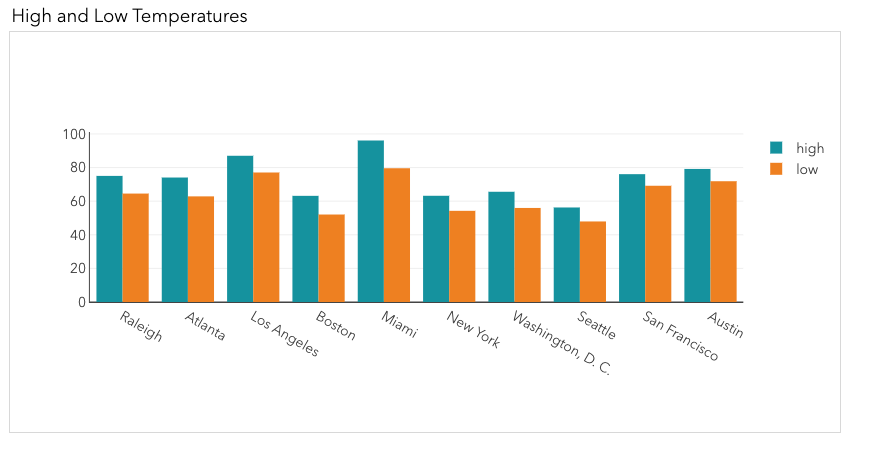 High and Low Temperatures
100
80
60
40
20
0
high
low
Raleigh
Atlanta
Los Angeles
Boston
Miami
New York
Washington, D. C.
Seattle
San Francisco
Austin